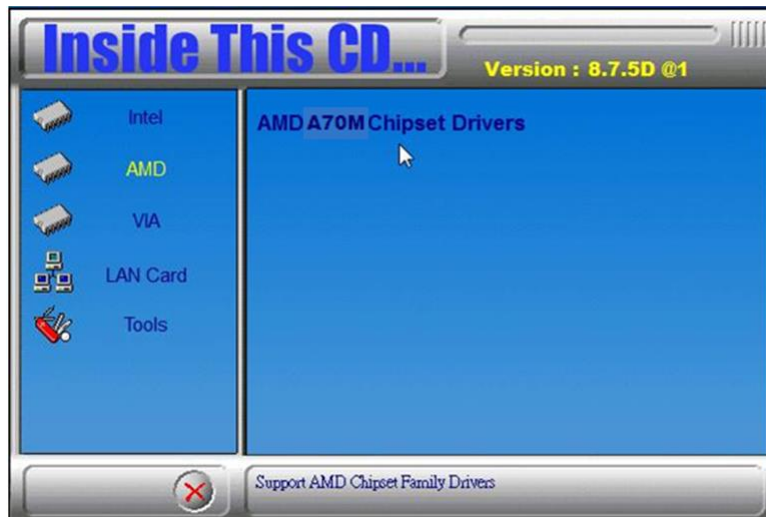 Inside This CD...
Version : 8.7.5D @1
Intel
AMD
VIA
LAN Card
Tools
AMD A70M Chipset Drivers
Support AMD Chipset Family Drivers